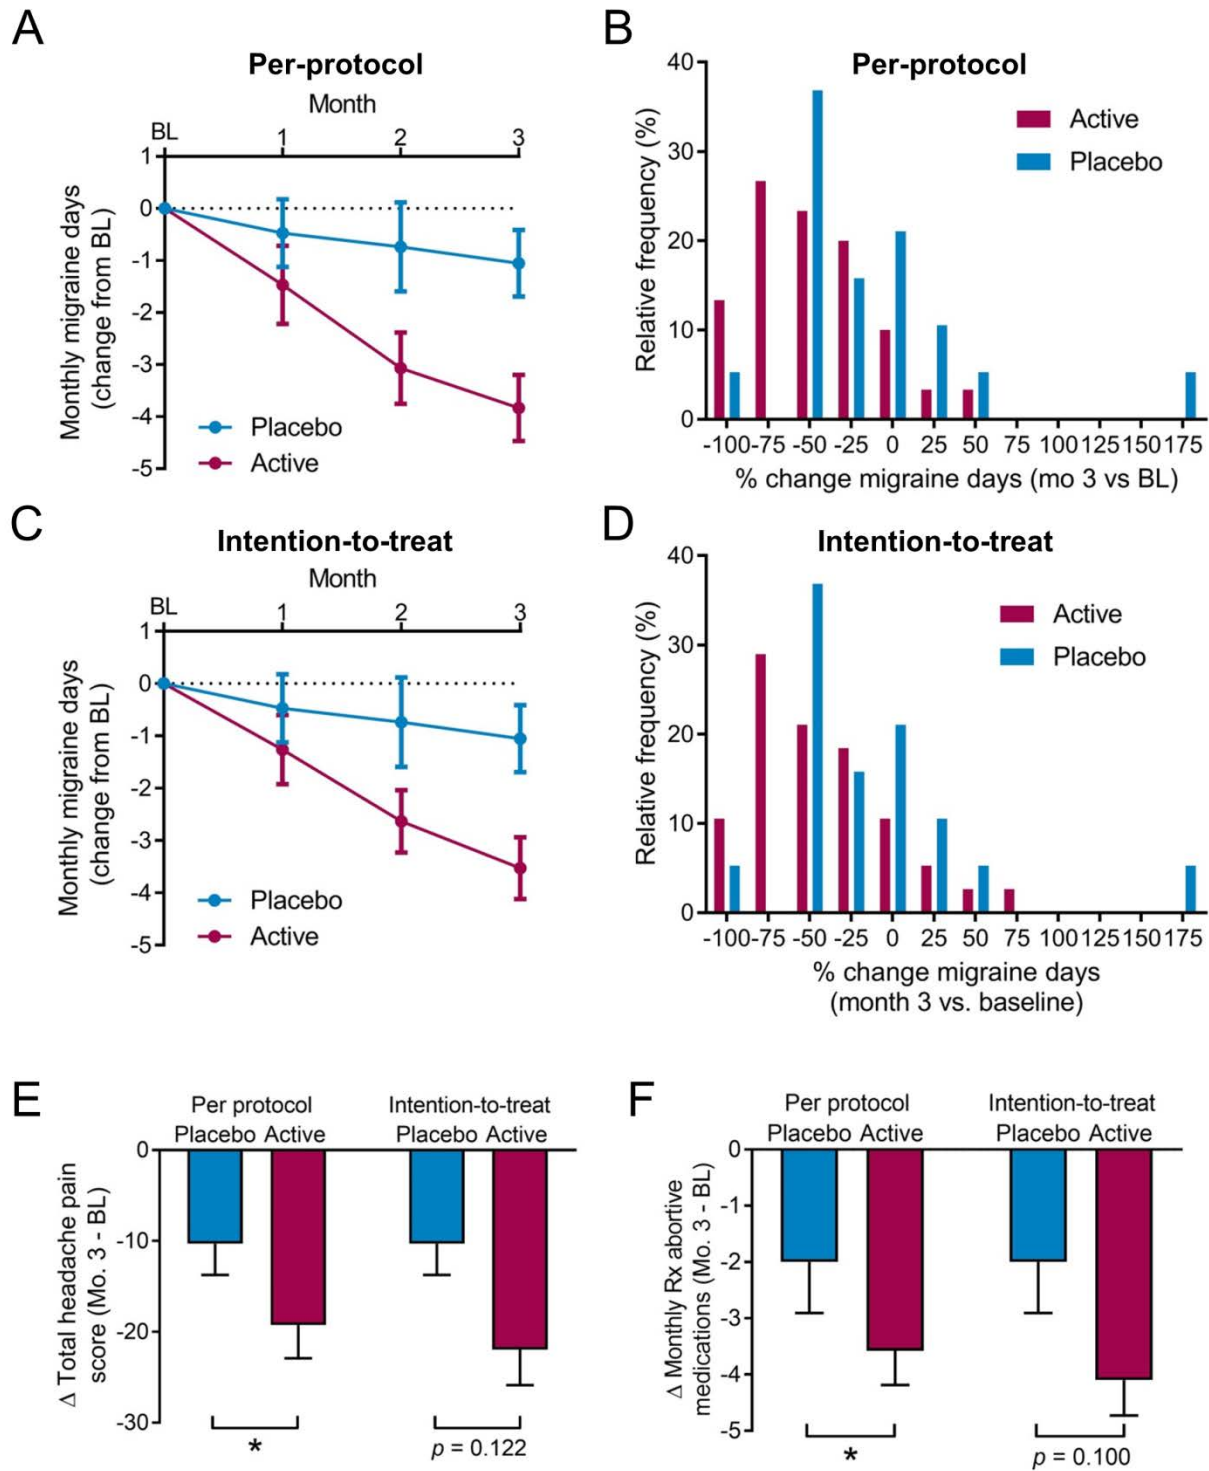 A
Per-protocol
Month
BL 1 2 3
1
0
-1
-2
-3
-4
-5
Monthly migraine days
(change from BL)
Placebo
Active
B
Per-protocol
40
30
20
10
0
Relative frequency (%)
Active
Placebo
-100 -75 -50 -25 0 25 50 75 100 125 150 175
% change migraine days (mo 3 vs BL)
C
Intention-to-treat
Month
BL 1 2 3
1
0
-1
-2
-3
-4
-5
Monthly migraine days
(change from BL)
Placebo
Active
D
Intention-to-treat
40
30
20
10
0
Relative frequency (%)
Active
Placebo
-100 -75 -50 -25 0 25 50 75 100 125 150 175
% change migraine days
(month 3 vs. baseline)
E
Per protocol Intention-to-treat
Placebo Active Placebo Active
0
-10
-20
-30
Δ Total headache pain
score (Mo. 3 - BL)
* p = 0.122
F
Per protocol Intention-to-treat
Placebo Active Placebo Active
0
-1
-2
-3
-4
-5
Δ Monthly Rx abortive
medications (Mo. 3 - BL)
* p = 0.100